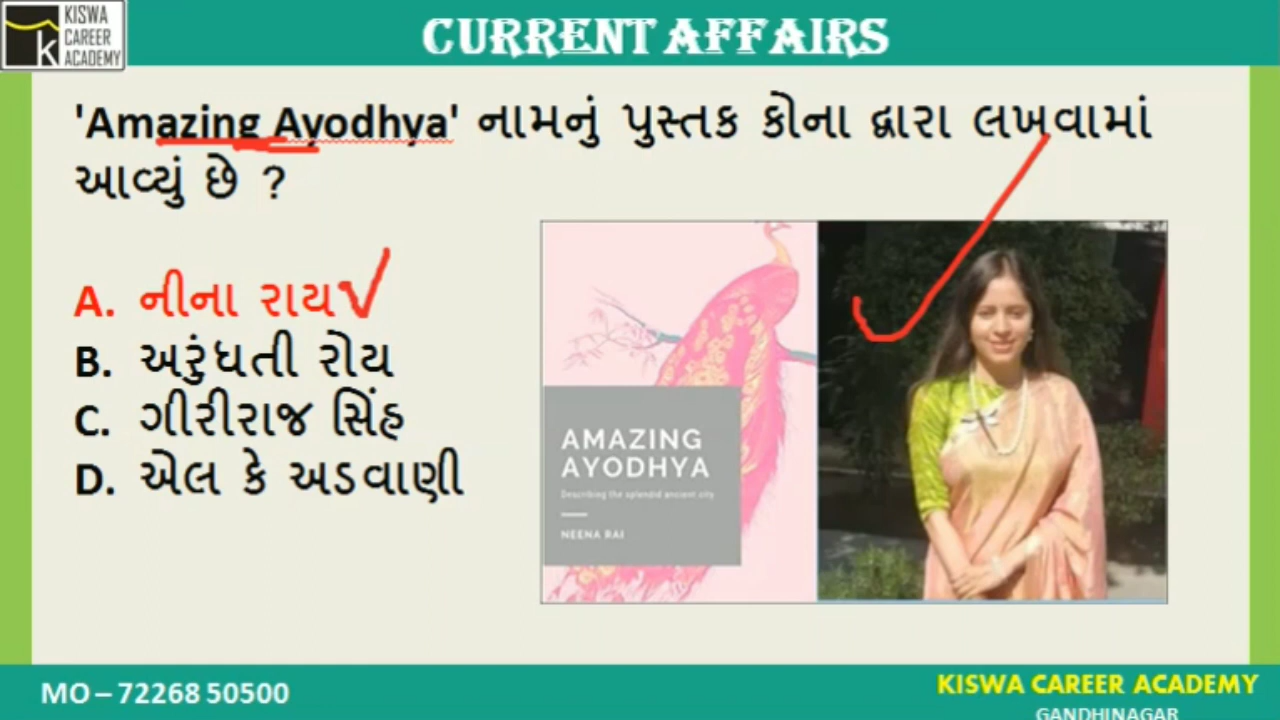 KISWA
CAREER
ACADEMY
CURRENT AFFAIRS
'Amazing Ayodhya' નામનું પુસ્તક કોના દ્વારા લખવામાં
આવ્યું છે ?
A. નીના રાય
B. અરુંધતી રોય
C. ગીરીરાજ સિંહ
D. એલ કે અડવાણી
AMAZING
AYODHYA
Describing the splendid ancient city
NEENA RAI
MO – 72268 50500
KISWA CAREER ACADEMY
GANDHINAGAR